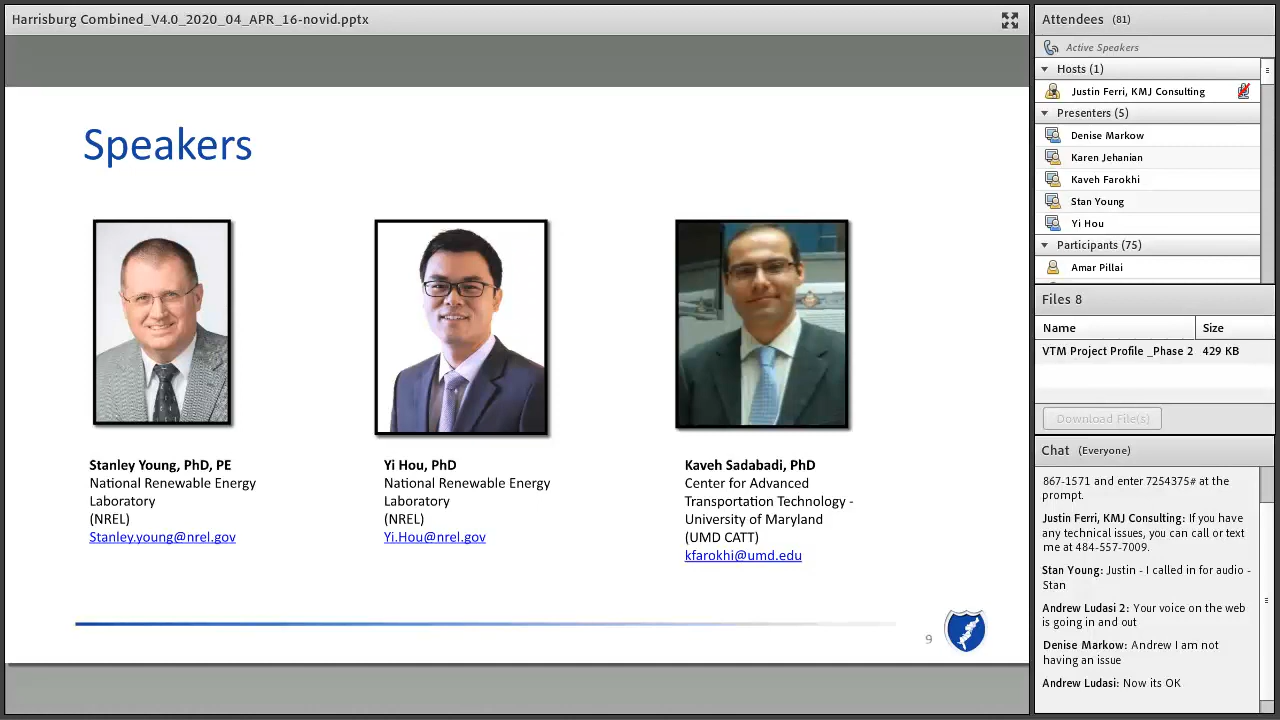 Harrisburg Combined_V4.0_2020_04_APR_16-novid.pptx
Speakers
Stanley Young, PhD, PE
National Renewable Energy
Laboratory
(NREL)
Stanley.young@nrel.gov
Yi Hou, PhD
National Renewable Energy
Laboratory
(NREL)
Yi.Hou@nrel.gov
Kaveh Sadabadi, PhD
Center for Advanced
Transportation Technology -
University of Maryland
(UMD CATT)
kfarokhi@umd.edu
9
Attendees (81)
Active Speakers
Hosts (1)
Justin Ferri, KMJ Consulting
Presenters (5)
Denise Markow
Karen Jehanian
Kaveh Farokhi
Stan Young
Yi Hou
Participants (75)
Amar Pillai
Files 8
Name Size
VTM Project Profile _Phase 2 429 KB
Download File(s)
Chat (Everyone)
867-1571 and enter 7254375# at the
prompt.
Justin Ferri, KMJ Consulting: If you have
any technical issues, you can call or text
me at 484-557-7009.
Stan Young: Justin - I called in for audio -
Stan
Andrew Ludasi 2: Your voice on the web
is going in and out
Denise Markow: Andrew I am not
having an issue
Andrew Ludasi: Now its OK